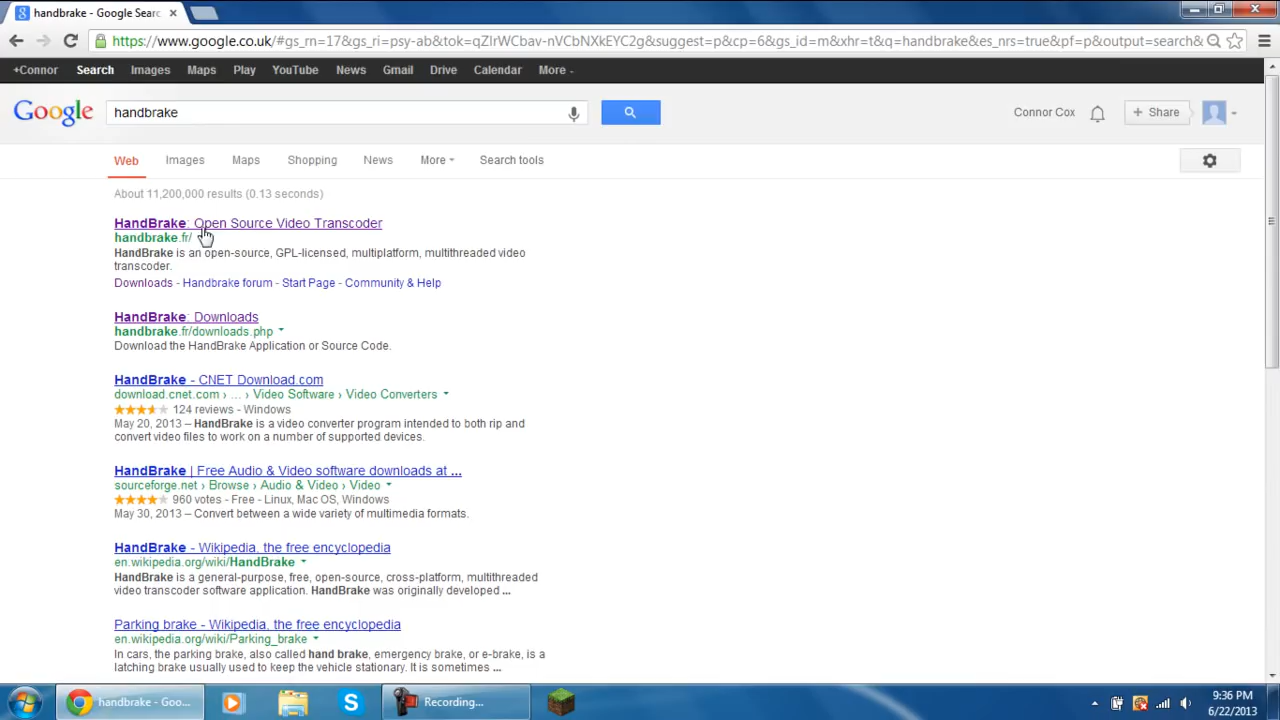 handbrake - Google Searc
https://www.google.co.uk/#gs_rn=17&gs_ri=psy-ab&tok=qZIrWCbav-nVCbNXkEYC2g&suggest=p&cp=6&gs_id=m&xhr=t&q=handbrake&es_nrs=true&pf=p&output=search&
+Connor Search Images Maps Play YouTube News Gmail Drive Calendar More
Google handbrake Connor Cox + Share
Web Images Maps Shopping News More Search tools
About 11,200,000 results (0.13 seconds)
HandBrake: Open Source Video Transcoder
handbrake.fr/
HandBrake is an open-source, GPL-licensed, multiplatform, multithreaded video
transcoder.
Downloads - Handbrake forum - Start Page - Community & Help
HandBrake: Downloads
handbrake.fr/downloads.php
Download the HandBrake Application or Source Code.
HandBrake - CNET Download.com
download.cnet.com › ... › Video Software › Video Converters
124 reviews - Windows
May 20, 2013 – HandBrake is a video converter program intended to both rip and
convert video files to work on a number of supported devices.
HandBrake | Free Audio & Video software downloads at ...
sourceforge.net › Browse › Audio & Video › Video
960 votes - Free - Linux, Mac OS, Windows
May 30, 2013 – Convert between a wide variety of multimedia formats.
HandBrake - Wikipedia, the free encyclopedia
en.wikipedia.org/wiki/HandBrake
HandBrake is a general-purpose, free, open-source, cross-platform, multithreaded
video transcoder software application. HandBrake was originally developed ...
Parking brake - Wikipedia, the free encyclopedia
en.wikipedia.org/wiki/Parking_brake
In cars, the parking brake, also called hand brake, emergency brake, or e-brake, is a
latching brake usually used to keep the vehicle stationary. It is sometimes ...
handbrake - Goo... Recording... 9:36 PM
6/22/2013